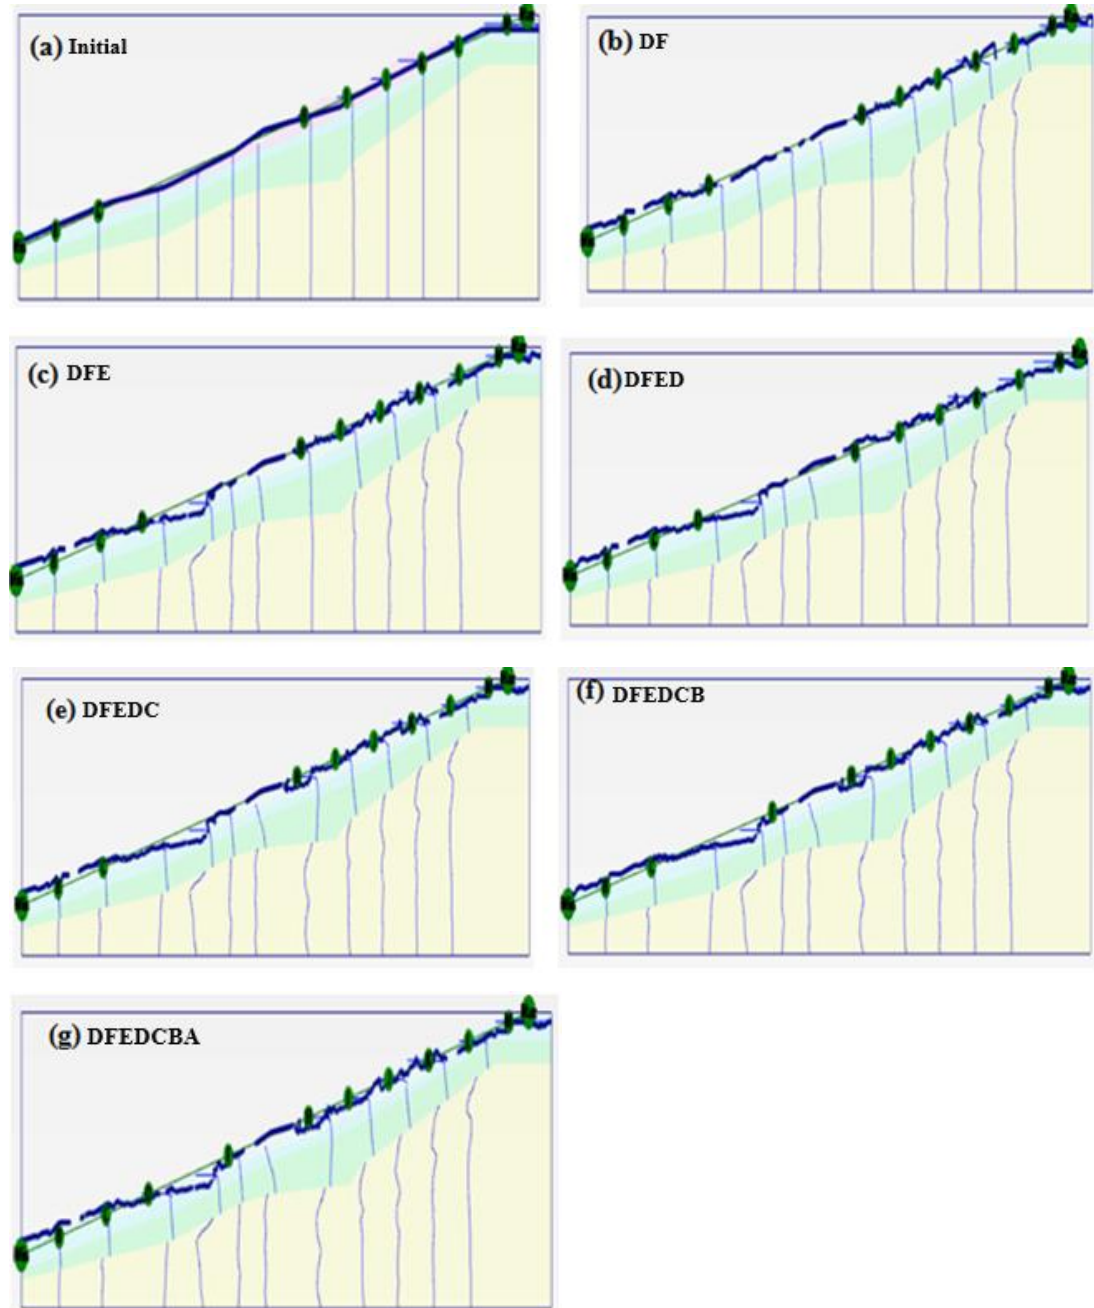 (a) Initial
(b) DF
(c) DFE
(d) DFED
(e) DFEDC
(f) DFEDCB
(g) DFEDCBA